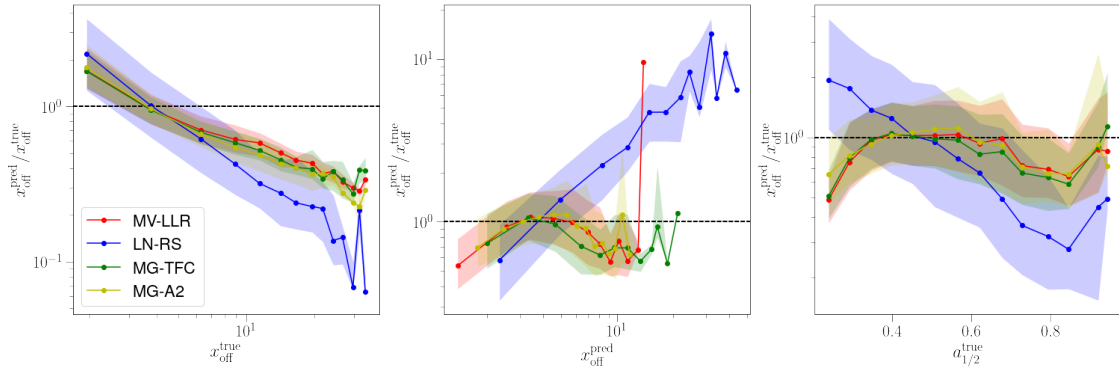 x_off^pred / x_off^true
10^0
10^-1
MV-LLR
LN-RS
MG-TFC
MG-A2
10^1
x_off^true
x_off^pred / x_off^true
10^1
10^0
10^1
x_off^pred
x_off^pred / x_off^true
10^0
0.4 0.6 0.8
a_1/2^true